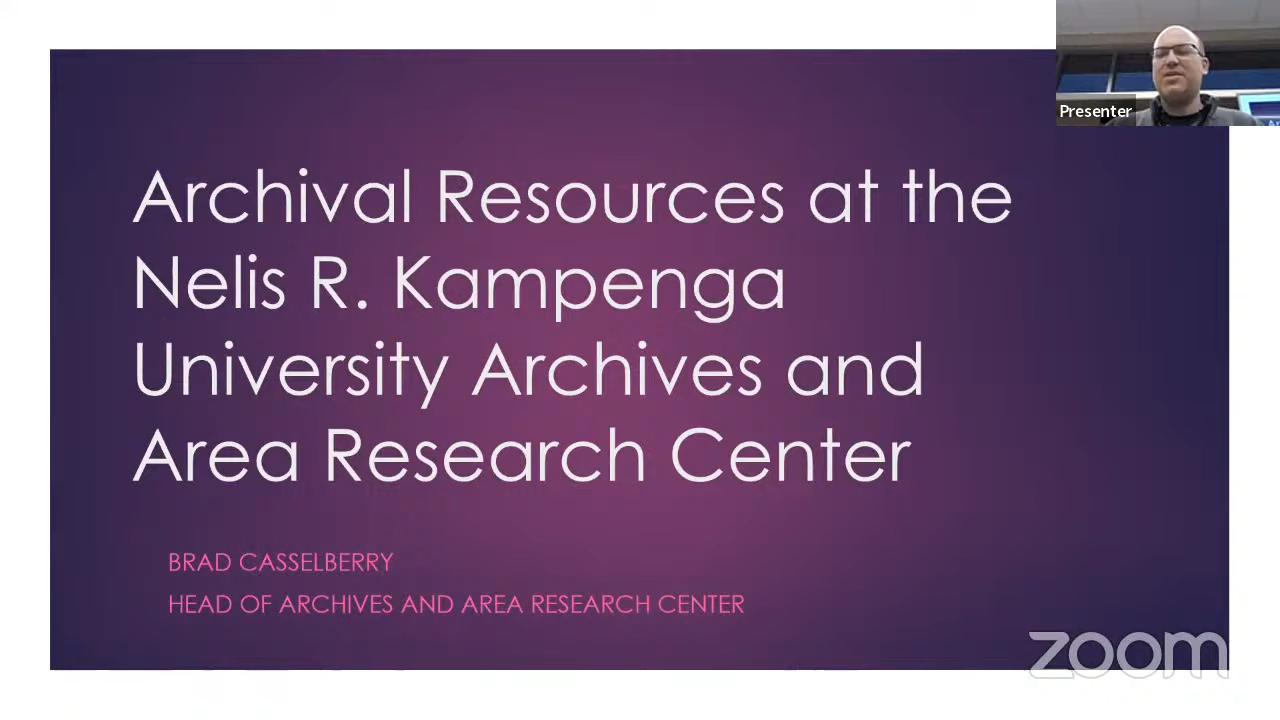 Presenter
Archival Resources at the
Nelis R. Kampenga
University Archives and
Area Research Center
BRAD CASSELBERRY
HEAD OF ARCHIVES AND AREA RESEARCH CENTER
zoom